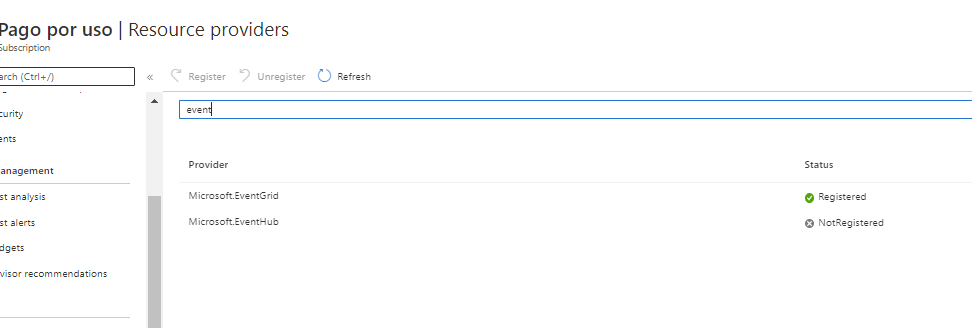 Pago por uso | Resource providers
Subscription
arch (Ctrl+/)
«
Register
Unregister
Refresh
event
curity
ents
anagement
Provider
Status
st analysis
Microsoft.EventGrid
Registered
st alerts
Microsoft.EventHub
NotRegistered
dgets
visor recommendations